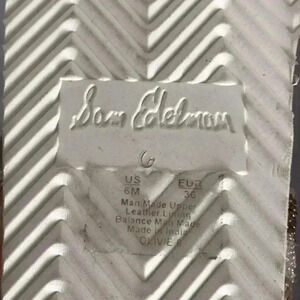 Sam Edelman
6
US EUR
6M 36
Man Made Upper
Leather Lining
Balance Man Made
Made in India